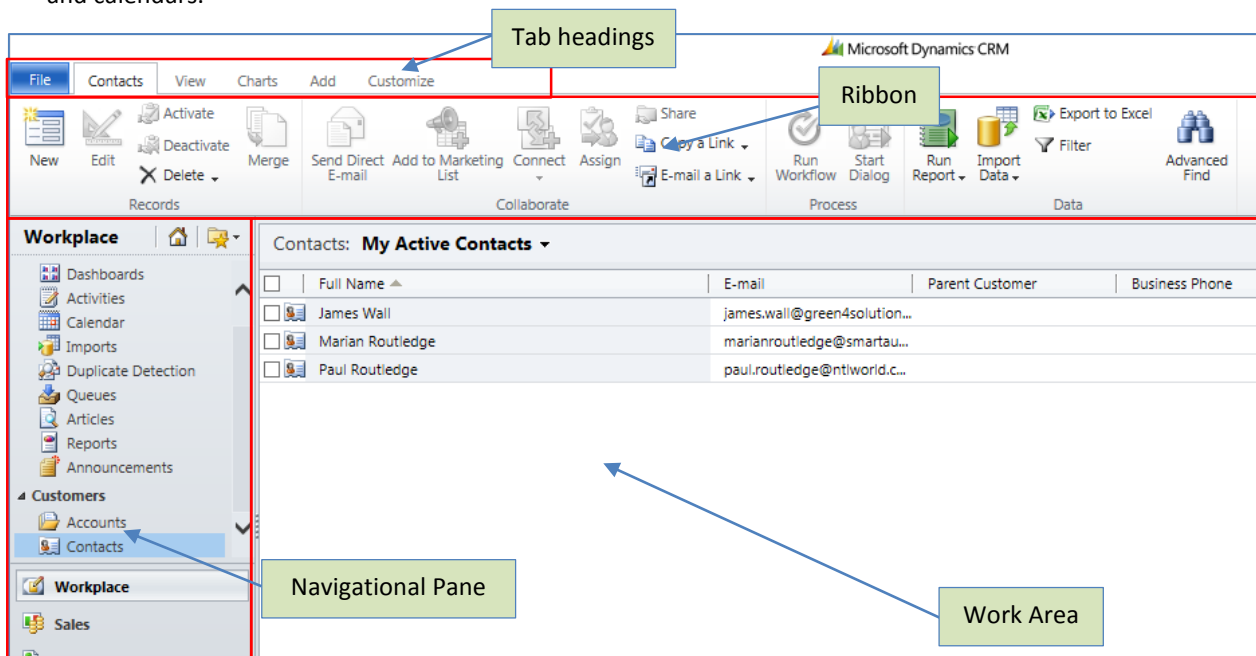 and calendars.
Tab headings
Microsoft Dynamics CRM
File Contacts View Charts Add Customize
Ribbon
New
Edit
Activate
Deactivate
Delete
Merge
Records
Send Direct
E-mail
Add to Marketing
List
Connect
Assign
Share
Copy a Link
E-mail a Link
Collaborate
Run
Workflow
Start
Dialog
Process
Run
Report
Import
Data
Export to Excel
Filter
Advanced
Find
Data
Workplace
Dashboards
Activities
Calendar
Imports
Duplicate Detection
Queues
Articles
Reports
Announcements
Customers
Accounts
Contacts
Workplace
Sales
Contacts: My Active Contacts
Full Name E-mail Parent Customer Business Phone
James Wall james.wall@green4solution...
Marian Routledge marianroutledge@smartau...
Paul Routledge paul.routledge@ntlworld.c...
Navigational Pane
Work Area